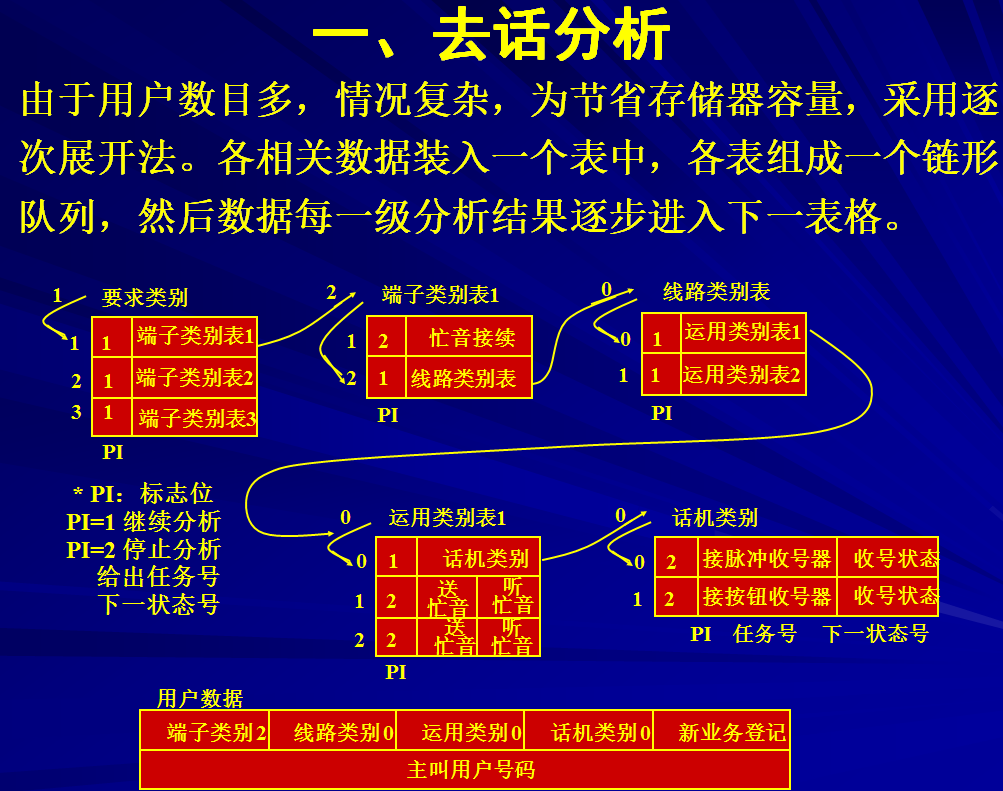 一、去话分析
由于用户数目多，情况复杂，为节省存储器容量，采用逐
次展开法。各相关数据装入一个表中，各表组成一个链形
队列，然后数据每一级分析结果逐步进入下一表格。
1 要求类别
1 1 端子类别表1
2 1 端子类别表2
3 1 端子类别表3
PI
2 端子类别表1
1 2 忙音接续
2 1 线路类别表
PI
0 线路类别表
0 1 运用类别表1
1 1 运用类别表2
PI
* PI：标志位
PI=1 继续分析
PI=2 停止分析
给出任务号
下一状态号
0 运用类别表1
0 1 话机类别
1 2 送忙音 听忙音
2 2 送忙音 听忙音
PI
0 话机类别
0 2 接脉冲收号器 收号状态
1 2 接按钮收号器 收号状态
PI 任务号 下一状态号
用户数据
端子类别2 线路类别0 运用类别0 话机类别0 新业务登记
主叫用户号码